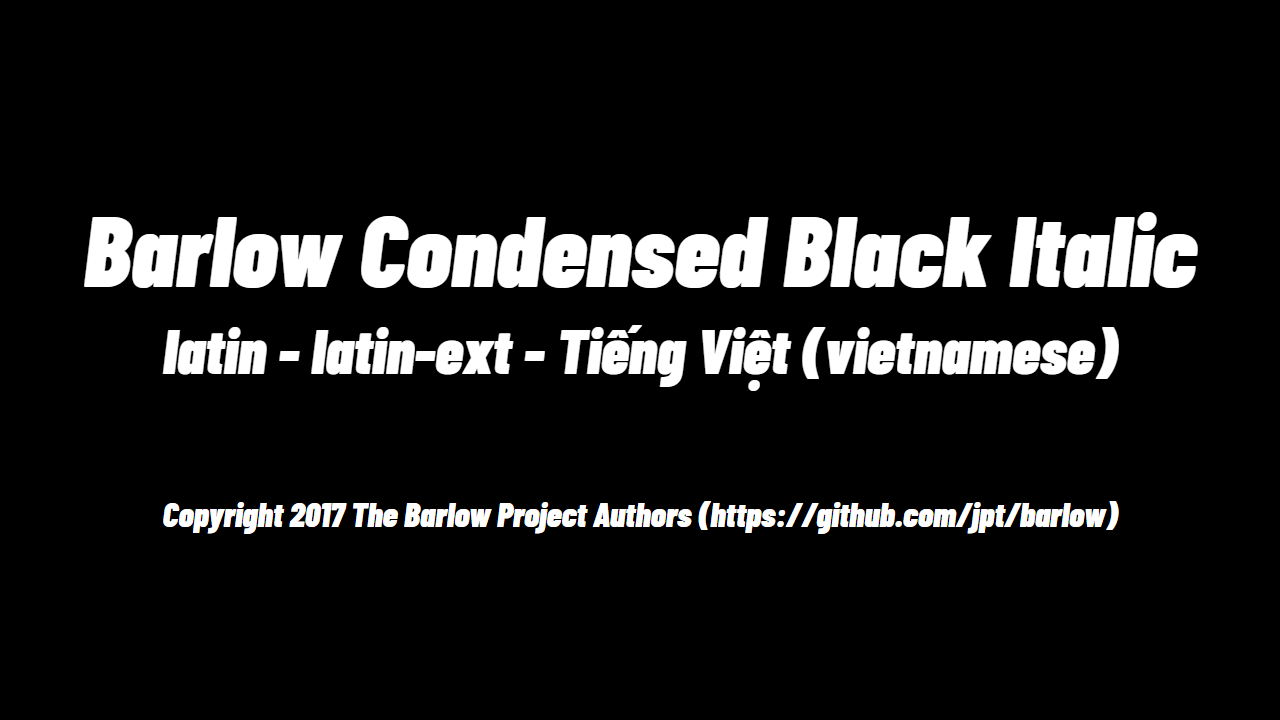 Barlow Condensed Black Italic
latin - latin-ext - Tiếng Việt (vietnamese)
Copyright 2017 The Barlow Project Authors (https://github.com/jpt/barlow)